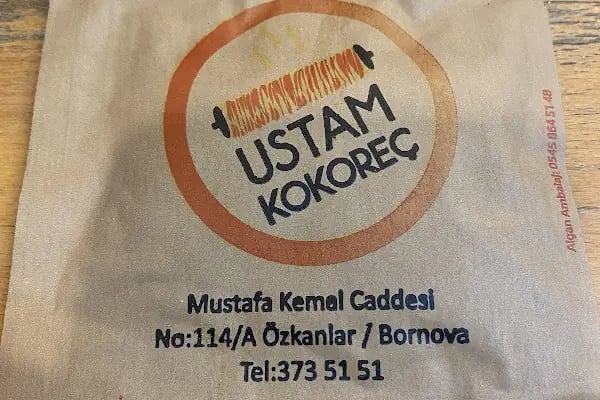 USTAM
KOKOREÇ
Mustafa Kemal Caddesi
No:114/A Özkanlar / Bornova
Tel:373 51 51
Algan Ambalaj: 0545 864 51 48